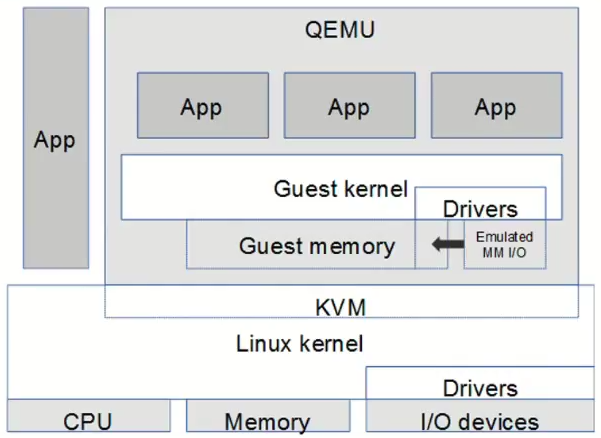 QEMU
App
App
App
App
Guest kernel
Drivers
Guest memory
Emulated
MM I/O
KVM
Linux kernel
Drivers
CPU
Memory
I/O devices